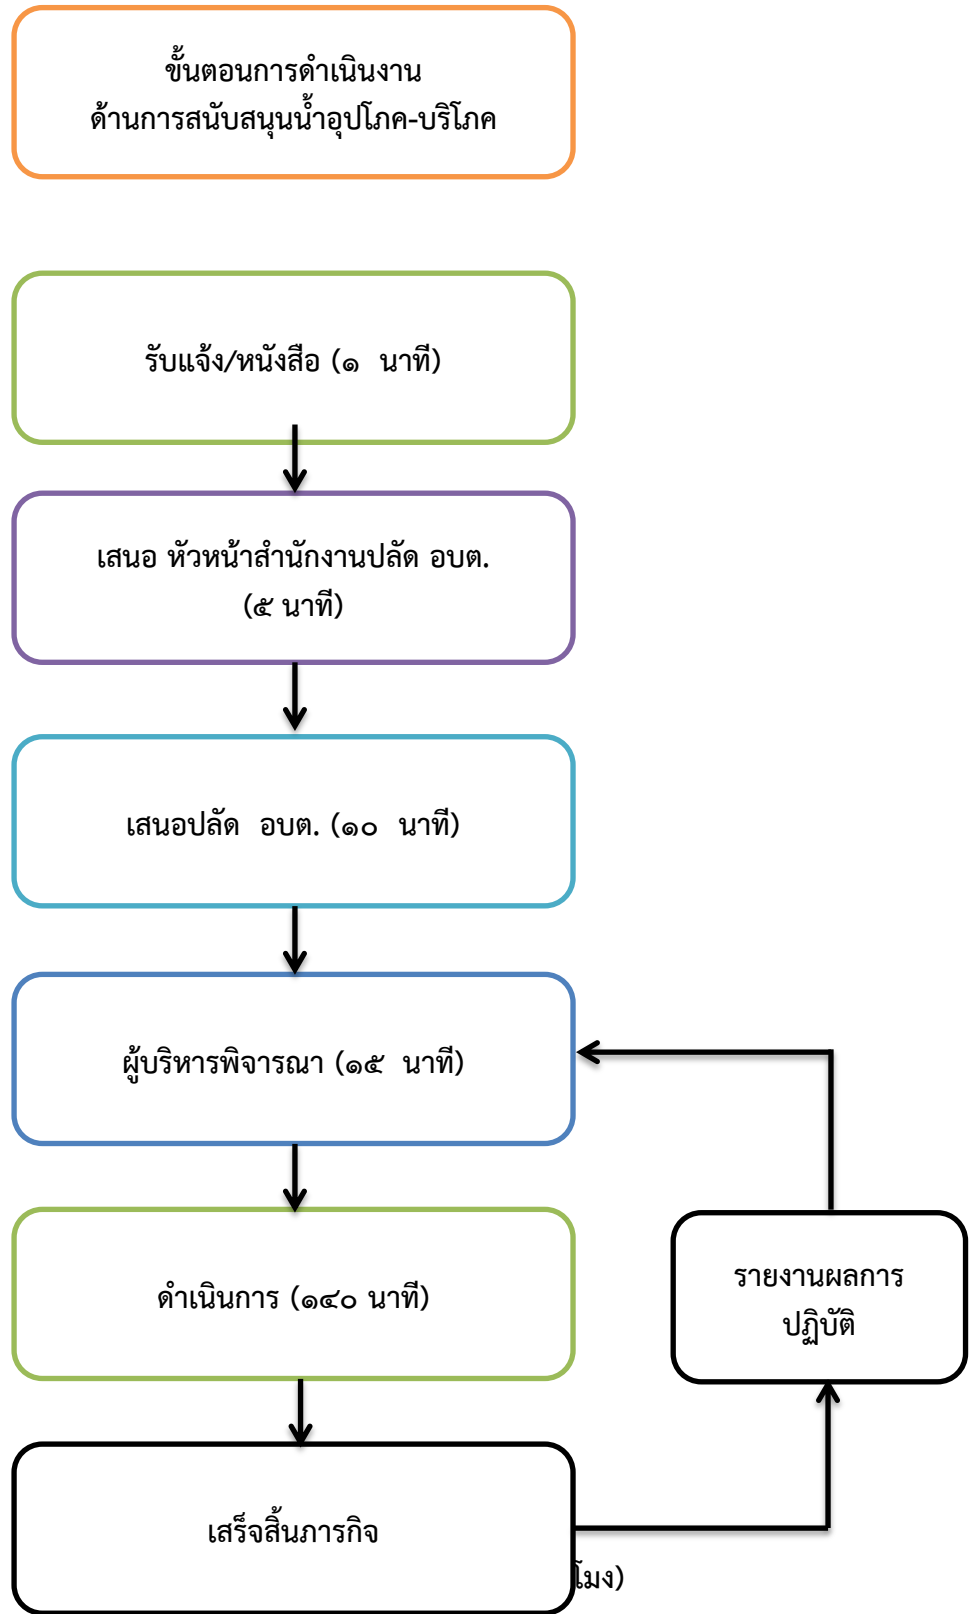 ขั้นตอนการดำเนินงาน
ด้านการสนับสนุนน้ำอุปโภค-บริโภค
รับแจ้ง/หนังสือ (๑ นาที)
เสนอ หัวหน้าสำนักงานปลัด อบต.
(๕ นาที)
เสนอปลัด อบต. (๑๐ นาที)
ผู้บริหารพิจารณา (๑๕ นาที)
ดำเนินการ (๑๔๐ นาที)
รายงานผลการ
ปฏิบัติ
เสร็จสิ้นภารกิจ
โมง)